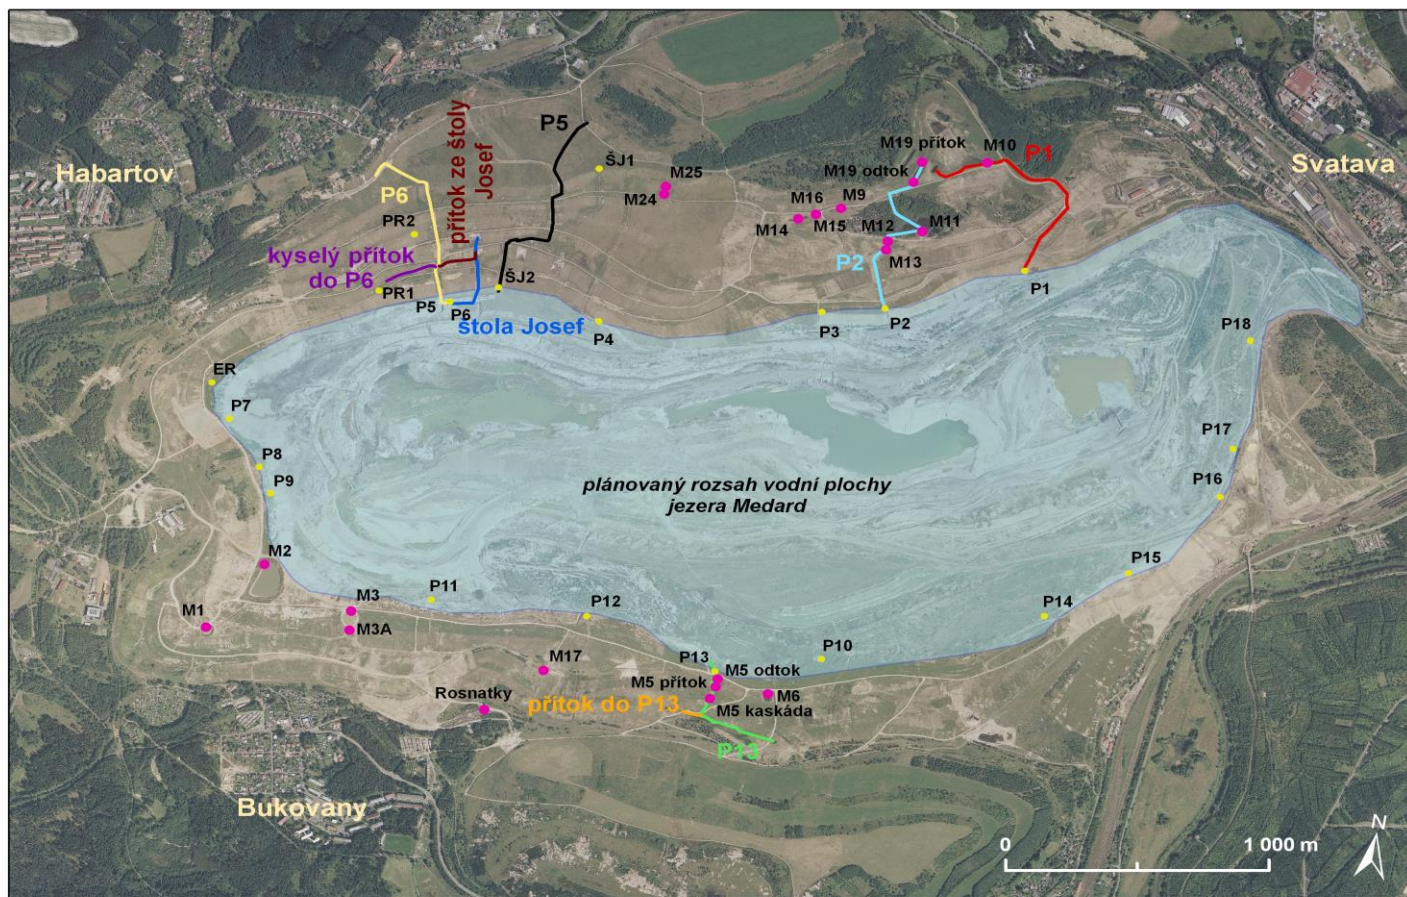 P5
M19 přítok
M10
P1
Habartov
ŠJ1
M25
Svatava
přítok ze štoly
Josef
M19 odtok
P6
M24
M16
M9
M15
M14
M11
PR2
M12
M13
P2
kyselý přítok
do P6
ŠJ2
PR1
P5
P6
P1
štola Josef
P4
P3
P2
P18
ER
P7
P17
P8
P9
plánovaný rozsah vodní plochy
jezera Medard
P16
M2
P15
P11
M3
P12
P14
M1
M3A
P10
M17
P13
M5 odtok
M5 přítok
M6
Rosnatky
přítok do P13
M5 kaskáda
P13
Bukovany
N
0
1 000 m